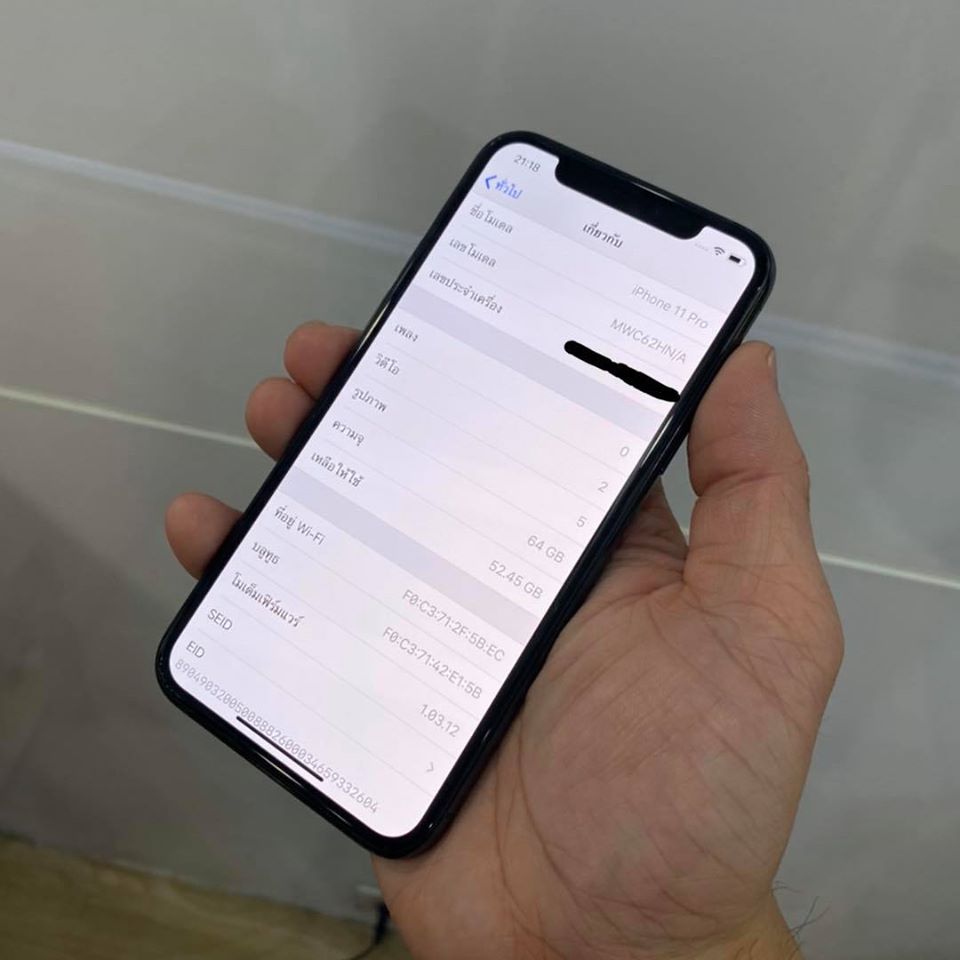 21:18
ทั่วไป
เกี่ยวกับ
ชื่อโมเดล iPhone 11 Pro
เลขโมเดล MWC62HN/A
เลขประจำเครื่อง
เพลง 0
วิดีโอ 2
รูปภาพ 5
ความจุ 64 GB
เหลือให้ใช้ 52.45 GB
ที่อยู่ Wi-Fi F0:C3:71:2F:5B:EC
บลูทูธ F0:C3:71:42:E1:5B
โมเด็มเฟิร์มแวร์ 1.03.12
SEID
EID
89049032005008882600034659332604